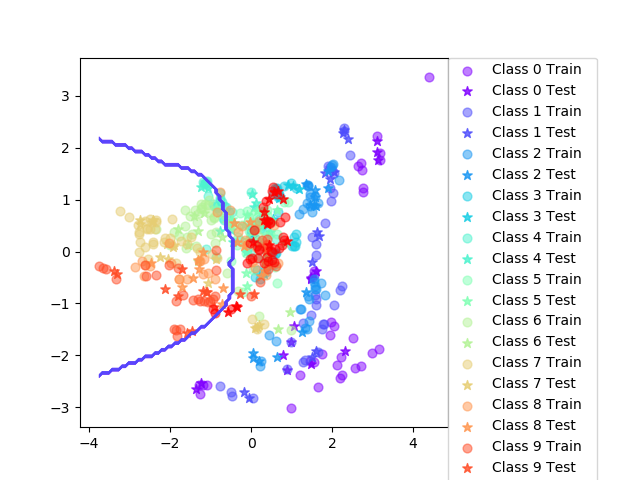 3
2
1
0
−1
−2
−3
−4
−2
0
2
4
Class 0 Train
Class 0 Test
Class 1 Train
Class 1 Test
Class 2 Train
Class 2 Test
Class 3 Train
Class 3 Test
Class 4 Train
Class 4 Test
Class 5 Train
Class 5 Test
Class 6 Train
Class 6 Test
Class 7 Train
Class 7 Test
Class 8 Train
Class 8 Test
Class 9 Train
Class 9 Test